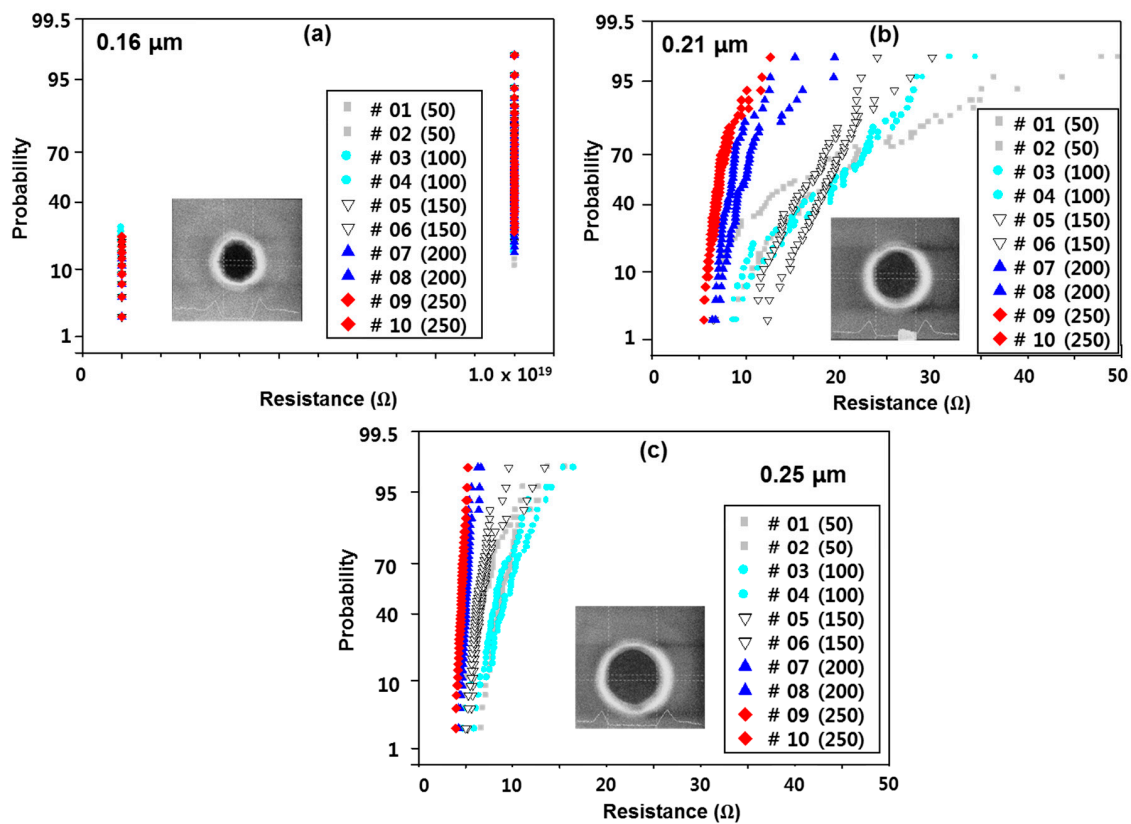 99.5
95
70
40
10
1
Probability
0.16 µm
(a)
# 01 (50)
# 02 (50)
# 03 (100)
# 04 (100)
# 05 (150)
# 06 (150)
# 07 (200)
# 08 (200)
# 09 (250)
# 10 (250)
0
1.0 x 10¹⁹
Resistance (Ω)
99.5
95
70
40
10
1
Probability
0.21 µm
(b)
# 01 (50)
# 02 (50)
# 03 (100)
# 04 (100)
# 05 (150)
# 06 (150)
# 07 (200)
# 08 (200)
# 09 (250)
# 10 (250)
0 10 20 30 40 50
Resistance (Ω)
99.5
95
70
40
10
1
Probability
(c)
0.25 µm
# 01 (50)
# 02 (50)
# 03 (100)
# 04 (100)
# 05 (150)
# 06 (150)
# 07 (200)
# 08 (200)
# 09 (250)
# 10 (250)
0 10 20 30 40 50
Resistance (Ω)